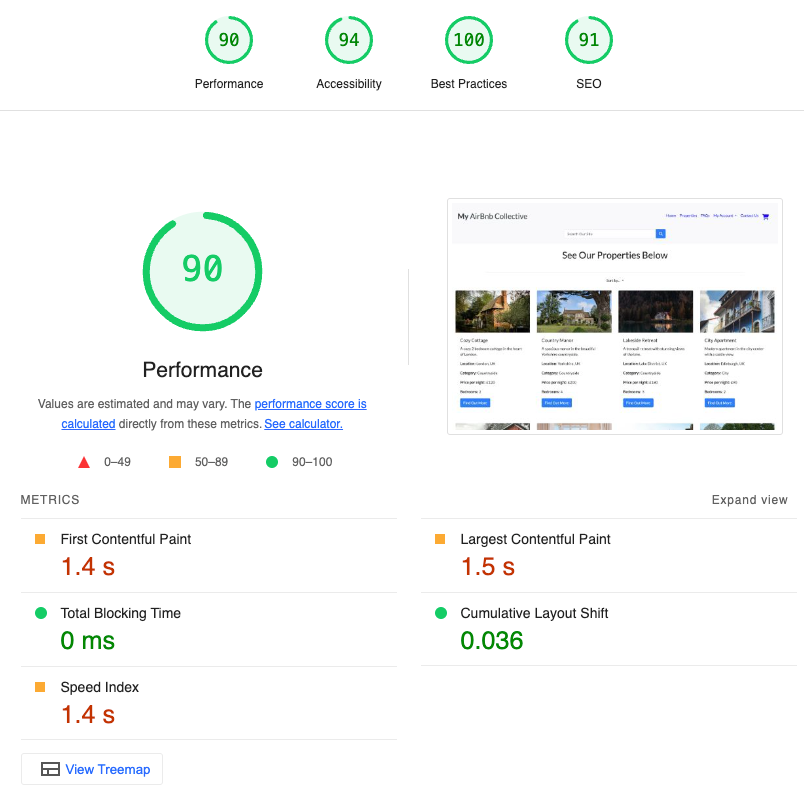 90
94
100
91
Performance
Accessibility
Best Practices
SEO
90
Performance
Values are estimated and may vary. The performance score is
calculated directly from these metrics. See calculator.
0–49
50–89
90–100
My AirBnb Collective
Home Properties FAQs My Account Contact Us
See Our Properties Below
Cozy Cottage
Country Manor
Lakeside Retreat
City Apartment
Find Out More
Find Out More
Find Out More
Find Out More
METRICS
Expand view
First Contentful Paint
1.4 s
Largest Contentful Paint
1.5 s
Total Blocking Time
0 ms
Cumulative Layout Shift
0.036
Speed Index
1.4 s
View Treemap